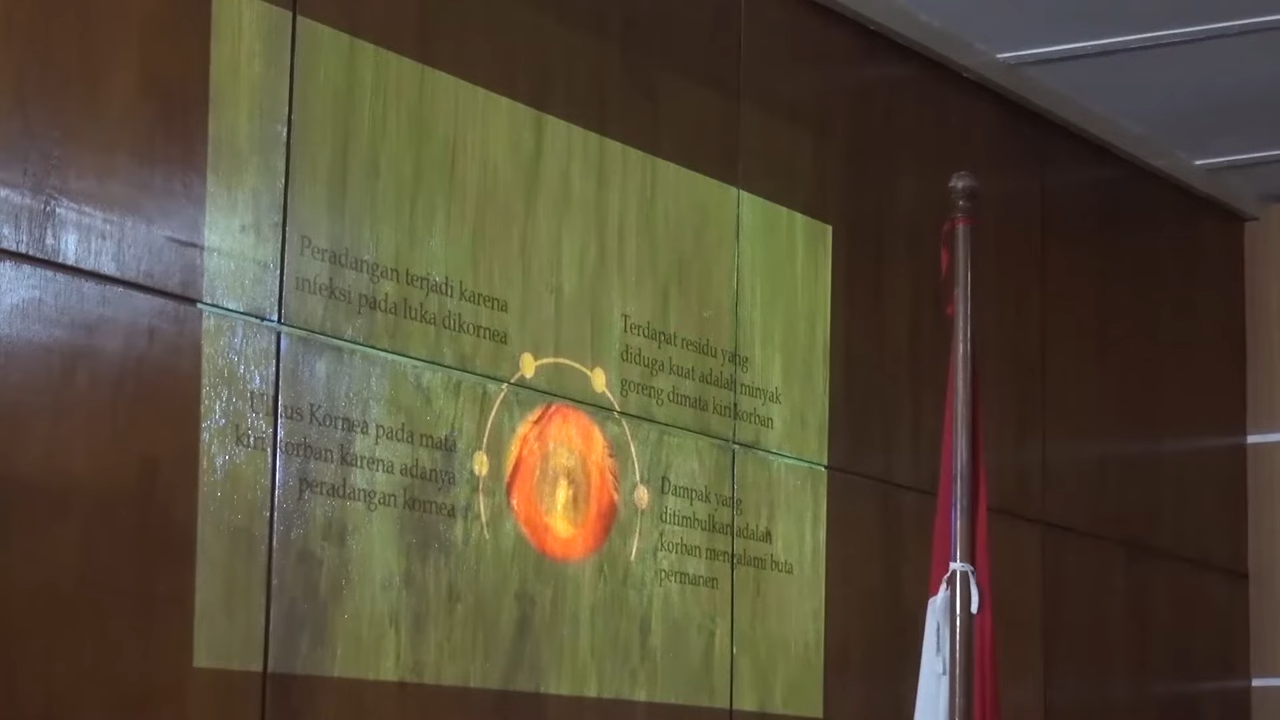 Peradangan terjadi karena
infeksi pada luka dikornea
Terdapat residu yang
diduga kuat adalah minyak
goreng dimata kiri korban
Kornea pada mata
kiri korban karena adanya
peradangan kornea
Dampak yang
ditimbulkan adalah
korban mengalami buta
permanen